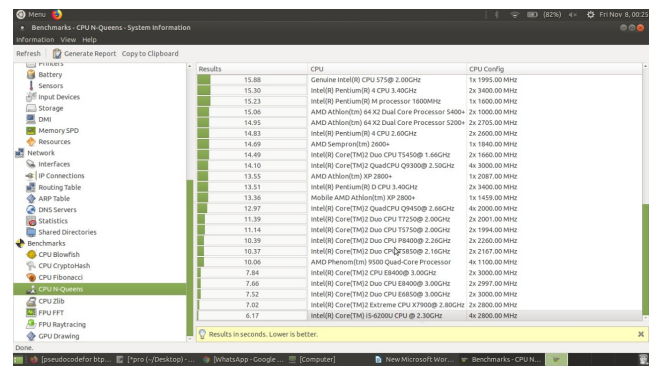 Menu (82%) Fri Nov 8, 00:25
Benchmarks - CPU N-Queens - System Information
Information View Help
Refresh Generate Report Copy to Clipboard
Printers
Battery
Sensors
Input Devices
Storage
DMI
Memory SPD
Resources
Network
Interfaces
IP Connections
Routing Table
ARP Table
DNS Servers
Statistics
Shared Directories
Benchmarks
CPU Blowfish
CPU CryptoHash
CPU Fibonacci
CPU N-Queens
CPU Zlib
FPU FFT
FPU Raytracing
GPU Drawing
Results CPU CPU Config
15.88 Genuine Intel(R) CPU 575@ 2.00GHz 1x 1995.00 MHz
15.30 Intel(R) Pentium(R) 4 CPU 3.40GHz 2x 3400.00 MHz
15.23 Intel(R) Pentium(R) M processor 1600MHz 1x 1600.00 MHz
15.06 AMD Athlon(tm) 64 X2 Dual Core Processor 5400+ 2x 1000.00 MHz
14.95 AMD Athlon(tm) 64 X2 Dual Core Processor 5200+ 2x 2705.00 MHz
14.83 Intel(R) Pentium(R) 4 CPU 2.60GHz 2x 2600.00 MHz
14.69 AMD Sempron(tm) 2600+ 1x 1840.00 MHz
14.49 Intel(R) Core(TM)2 Duo CPU T5450@ 1.66GHz 2x 1660.00 MHz
14.10 Intel(R) Core(TM)2 QuadCPU Q9300@ 2.50GHz 4x 3000.00 MHz
13.55 AMD Athlon(tm) XP 2800+ 1x 2087.00 MHz
13.51 Intel(R) Pentium(R) D CPU 3.40GHz 2x 3400.00 MHz
13.36 Mobile AMD Athlon(tm) XP 2800+ 1x 1459.00 MHz
12.97 Intel(R) Core(TM)2 QuadCPU Q9450@ 2.66GHz 4x 2000.00 MHz
11.39 Intel(R) Core(TM)2 Duo CPU T7250@ 2.00GHz 2x 2001.00 MHz
11.14 Intel(R) Core(TM)2 Duo CPU T5750@ 2.00GHz 2x 2994.00 MHz
10.39 Intel(R) Core(TM)2 Duo CPU P8400@ 2.26GHz 2x 2260.00 MHz
10.37 Intel(R) Core(TM)2 Duo CPU T5850@ 2.16GHz 2x 2167.00 MHz
10.06 AMD Phenom(tm) 9500 Quad-Core Processor 4x 1100.00 MHz
7.84 Intel(R) Core(TM)2 CPU E8400@ 3.00GHz 2x 3000.00 MHz
7.66 Intel(R) Core(TM)2 Duo CPU E8400@ 3.00GHz 2x 2997.00 MHz
7.52 Intel(R) Core(TM)2 Duo CPU E6850@ 3.00GHz 2x 3000.00 MHz
7.02 Intel(R) Core(TM)2 Extreme CPU X7900@ 2.80GHz 2x 2800.00 MHz
6.17 Intel(R) Core(TM) i5-6200U CPU @ 2.30GHz 4x 2800.00 MHz
Results in seconds. Lower is better.
Done.
[pseudocodefor btp... [*pro (~/Desktop) -... [WhatsApp - Google ... [Computer] New Microsoft Wor... Benchmarks - CPU N...